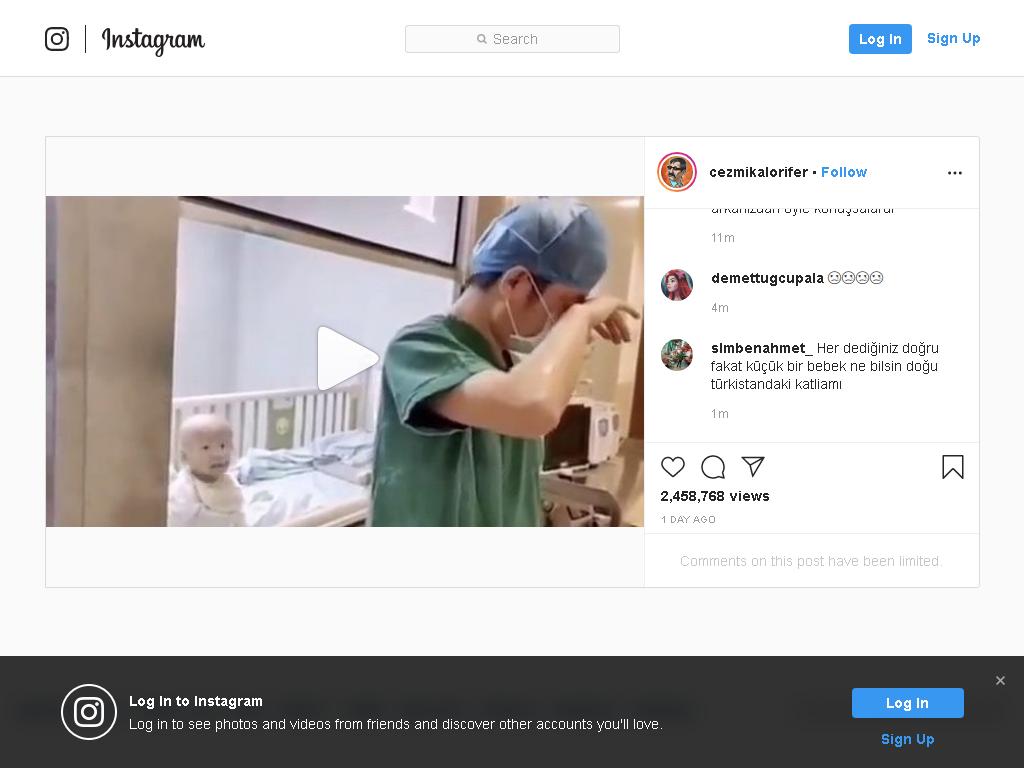 Instagram
Search
Log In
Sign Up
cezmikalorifer • Follow
arkanızdan öyle konuşsalardı
11m
demettugcupala
4m
simbenahmet_ Her dediğiniz doğru
fakat küçük bir bebek ne bilsin doğu
türkistandaki katliamı
1m
2,458,768 views
1 DAY AGO
Comments on this post have been limited.
Log In to Instagram
Log in to see photos and videos from friends and discover other accounts you'll love.
Log In
Sign Up